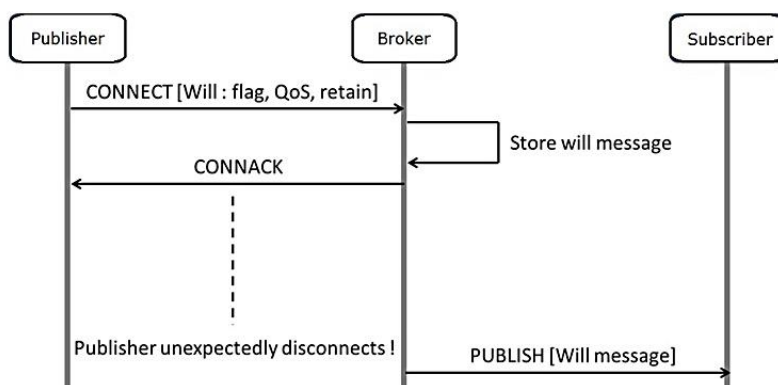 Publisher
Broker
Subscriber
CONNECT [Will : flag, QoS, retain]
Store will message
CONNACK
Publisher unexpectedly disconnects !
PUBLISH [Will message]